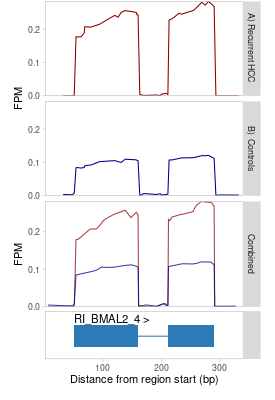 0.2
0.1
0.0
A) Recurrent HCC
FPM
0.2
0.1
0.0
B) Controls
0.2
0.1
0.0
Combined
FPM
RI_BMAL2_4 >
100
200
300
Distance from region start (bp)